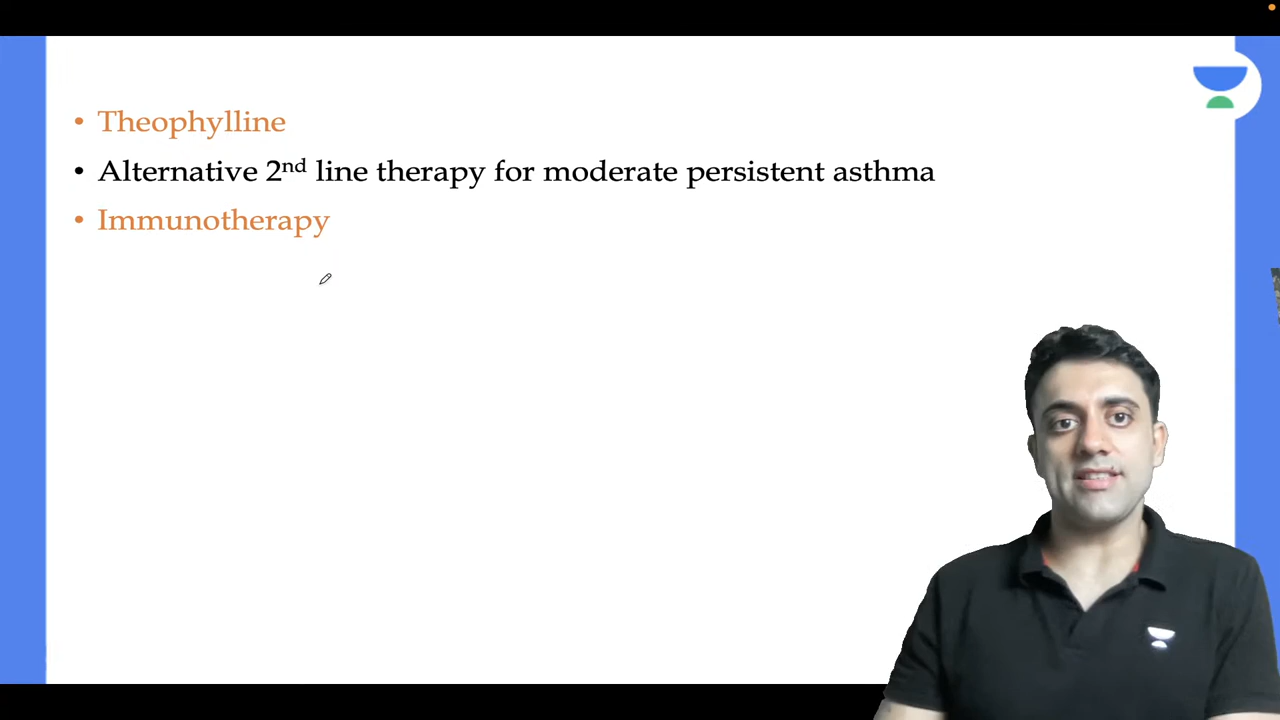 • Theophylline
• Alternative 2nd line therapy for moderate persistent asthma
• Immunotherapy